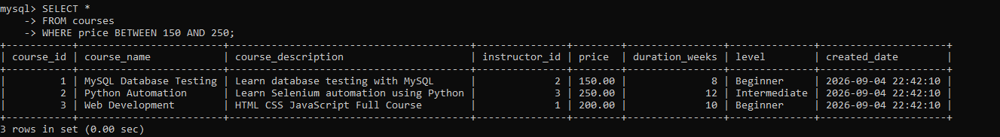 mysql> SELECT *
    -> FROM courses
    -> WHERE price BETWEEN 150 AND 250;
+-----------+------------------------+---------------------------------------+---------------+--------+----------------+--------------+---------------------+
| course_id | course_name            | course_description                    | instructor_id | price  | duration_weeks | level        | created_date        |
+-----------+------------------------+---------------------------------------+---------------+--------+----------------+--------------+---------------------+
|         1 | MySQL Database Testing | Learn database testing with MySQL     |             2 | 150.00 |              8 | Beginner     | 2026-09-04 22:42:10 |
|         2 | Python Automation      | Learn Selenium automation using Python |             3 | 250.00 |             12 | Intermediate | 2026-09-04 22:42:10 |
|         3 | Web Development        | HTML CSS JavaScript Full Course       |             1 | 200.00 |             10 | Beginner     | 2026-09-04 22:42:10 |
+-----------+------------------------+---------------------------------------+---------------+--------+----------------+--------------+---------------------+
3 rows in set (0.00 sec)